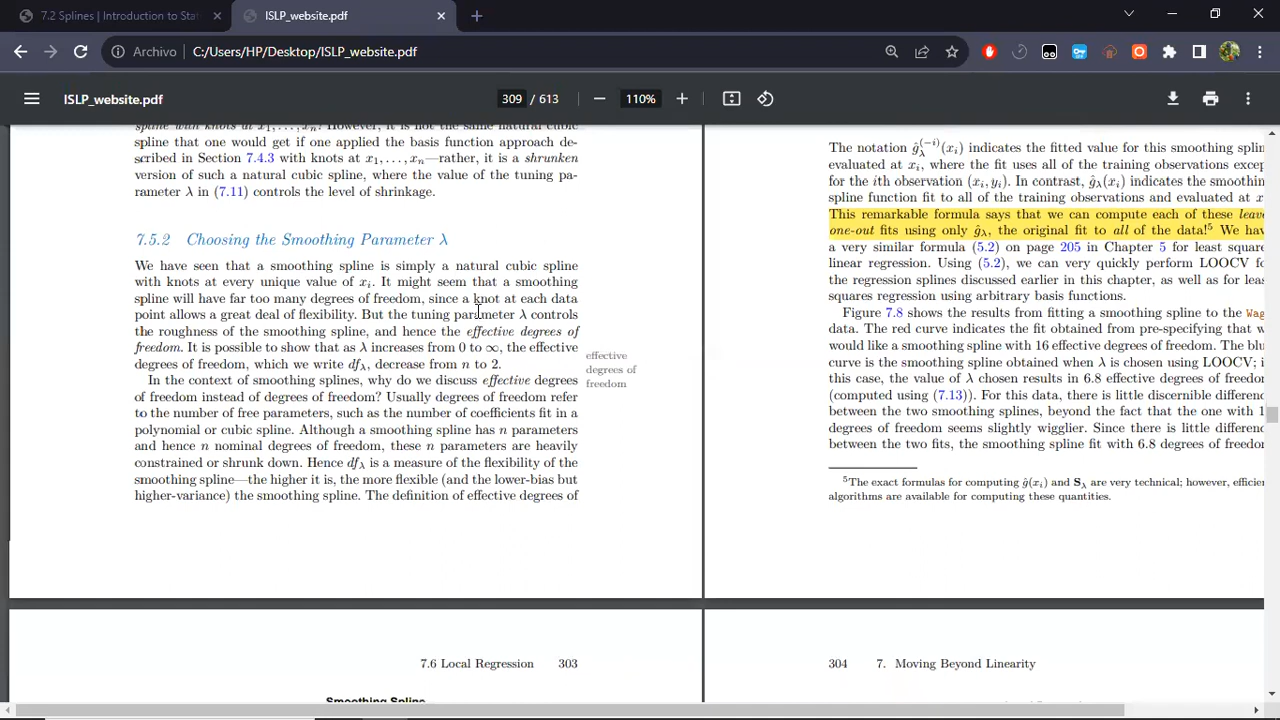 7.2 Splines | Introduction to Sta
ISLP_website.pdf
Archivo
C:/Users/HP/Desktop/ISLP_website.pdf
ISLP_website.pdf
309 / 613
110%
spline with knots at x1, . . . , xn! However, it is not the same natural cubic
spline that one would get if one applied the basis function approach de-
scribed in Section 7.4.3 with knots at x1, . . . , xn—rather, it is a shrunken
version of such a natural cubic spline, where the value of the tuning pa-
rameter λ in (7.11) controls the level of shrinkage.
7.5.2 Choosing the Smoothing Parameter λ
We have seen that a smoothing spline is simply a natural cubic spline
with knots at every unique value of xi. It might seem that a smoothing
spline will have far too many degrees of freedom, since a knot at each data
point allows a great deal of flexibility. But the tuning parameter λ controls
the roughness of the smoothing spline, and hence the effective degrees of
freedom. It is possible to show that as λ increases from 0 to ∞, the effective
degrees of freedom, which we write dfλ, decrease from n to 2.
In the context of smoothing splines, why do we discuss effective degrees
of freedom instead of degrees of freedom? Usually degrees of freedom refer
to the number of free parameters, such as the number of coefficients fit in a
polynomial or cubic spline. Although a smoothing spline has n parameters
and hence n nominal degrees of freedom, these n parameters are heavily
constrained or shrunk down. Hence dfλ is a measure of the flexibility of the
smoothing spline—the higher it is, the more flexible (and the lower-bias but
higher-variance) the smoothing spline. The definition of effective degrees of
effective
degrees of
freedom
7.6 Local Regression 303
Smoothing Spline
The notation ĝλ(−i)(xi) indicates the fitted value for this smoothing splin
evaluated at xi, where the fit uses all of the training observations excep
for the ith observation (xi, yi). In contrast, ĝλ(xi) indicates the smoothin
spline function fit to all of the training observations and evaluated at x
This remarkable formula says that we can compute each of these leave
one-out fits using only ĝλ, the original fit to all of the data!5 We hav
a very similar formula (5.2) on page 205 in Chapter 5 for least square
linear regression. Using (5.2), we can very quickly perform LOOCV fo
the regression splines discussed earlier in this chapter, as well as for leas
squares regression using arbitrary basis functions.
Figure 7.8 shows the results from fitting a smoothing spline to the Wag
data. The red curve indicates the fit obtained from pre-specifying that w
would like a smoothing spline with 16 effective degrees of freedom. The blu
curve is the smoothing spline obtained when λ is chosen using LOOCV; i
this case, the value of λ chosen results in 6.8 effective degrees of freedo
(computed using (7.13). For this data, there is little discernible differenc
between the two smoothing splines, beyond the fact that the one with 1
degrees of freedom seems slightly wigglier. Since there is little differenc
between the two fits, the smoothing spline fit with 6.8 degrees of freedo
5The exact formulas for computing ĝ(xi) and Sλ are very technical; however, efficie
algorithms are available for computing these quantities.
304 7. Moving Beyond Linearity